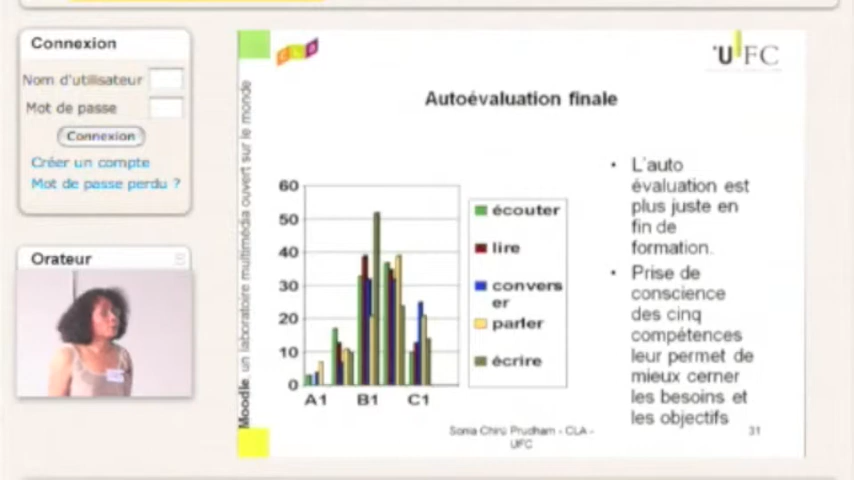 Connexion
Nom d'utilisateur
Mot de passe
Connexion
Créer un compte
Mot de passe perdu ?
Orateur
Moodle, un laboratoire multimédia ouvert sur le monde
CLA
UFC
Autoévaluation finale
60
50
40
30
20
10
0
A1
B1
C1
écouter
lire
convers
er
parler
écrire
• L'auto
évaluation est
plus juste en
fin de
formation.
• Prise de
conscience
des cinq
compétences
leur permet de
mieux cerner
les besoins et
les objectifs
Sonia Chiru Prudham - CLA -
UFC
31